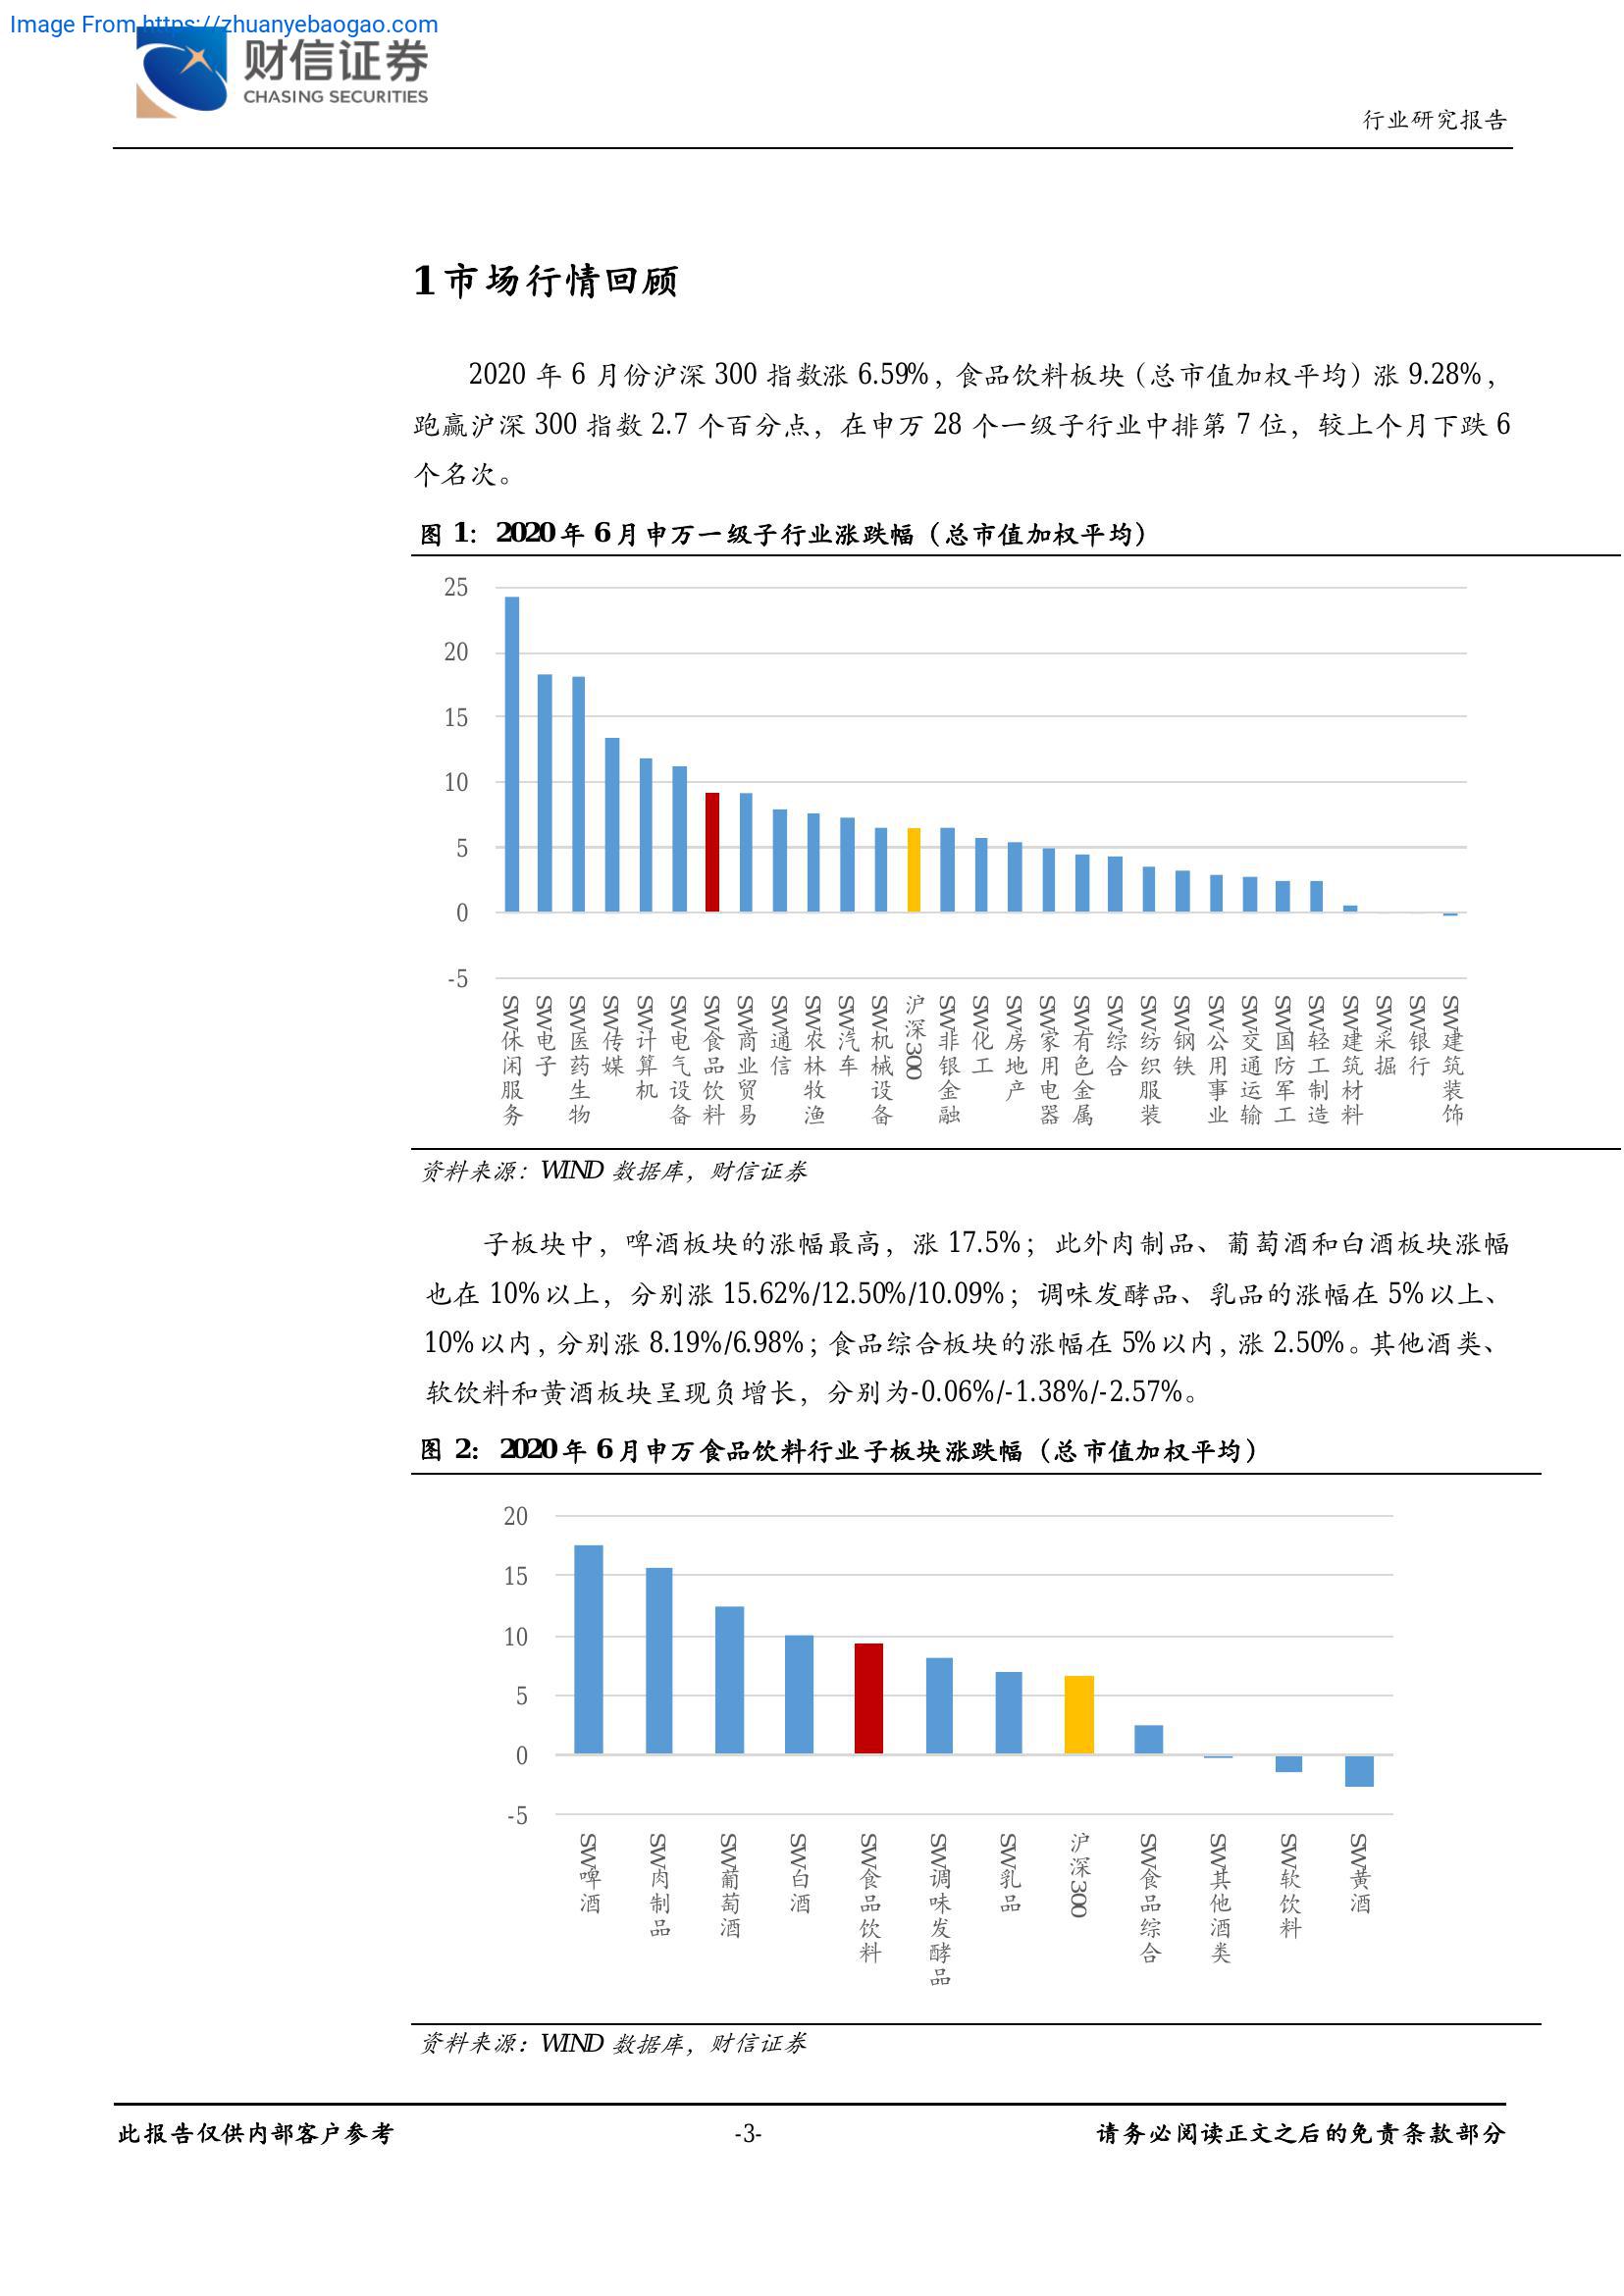 Image From https://zhuanyebaogao.com
财信证券
CHASING SECURITIES
行业研究报告
1 市场行情回顾
2020 年 6 月份沪深 300 指数涨 6.59%，食品饮料板块（总市值加权平均）涨 9.28%，
跑赢沪深 300 指数 2.7 个百分点，在申万 28 个一级子行业中排第 7 位，较上个月下跌 6
个名次。
图 1：2020 年 6 月申万一级子行业涨跌幅（总市值加权平均）
25
20
15
10
5
0
-5
SW休闲服务
SW电子
SW医药生物
SW传媒
SW计算机
SW电气设备
SW食品饮料
SW商业贸易
SW通信
SW农林牧渔
SW汽车
SW机械设备
沪深300
SW非银金融
SW化工
SW房地产
SW家用电器
SW有色金属
SW综合
SW纺织服装
SW钢铁
SW公用事业
SW交通运输
SW国防军工
SW轻工制造
SW建筑材料
SW采掘
SW银行
SW建筑装饰
资料来源：WIND 数据库，财信证券
子板块中，啤酒板块的涨幅最高，涨 17.5%；此外肉制品、葡萄酒和白酒板块涨幅
也在 10%以上，分别涨 15.62%/12.50%/10.09%；调味发酵品、乳品的涨幅在 5%以上、
10%以内，分别涨 8.19%/6.98%；食品综合板块的涨幅在 5%以内，涨 2.50%。其他酒类、
软饮料和黄酒板块呈现负增长，分别为-0.06%/-1.38%/-2.57%。
图 2：2020 年 6 月申万食品饮料行业子板块涨跌幅（总市值加权平均）
20
15
10
5
0
-5
SW啤酒
SW肉制品
SW葡萄酒
SW白酒
SW食品饮料
SW调味发酵品
SW乳品
沪深300
SW食品综合
SW其他酒类
SW软饮料
SW黄酒
资料来源：WIND 数据库，财信证券
此报告仅供内部客户参考
-3-
请务必阅读正文之后的免责条款部分